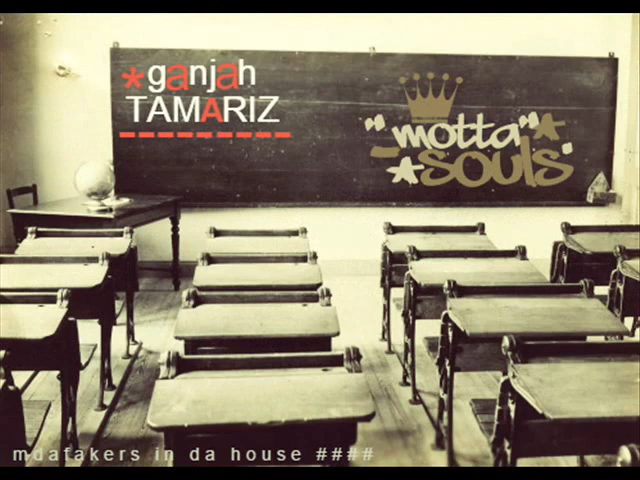 *ganjah
TAMARIZ
"motta"
souls
mdafakers in da house ####